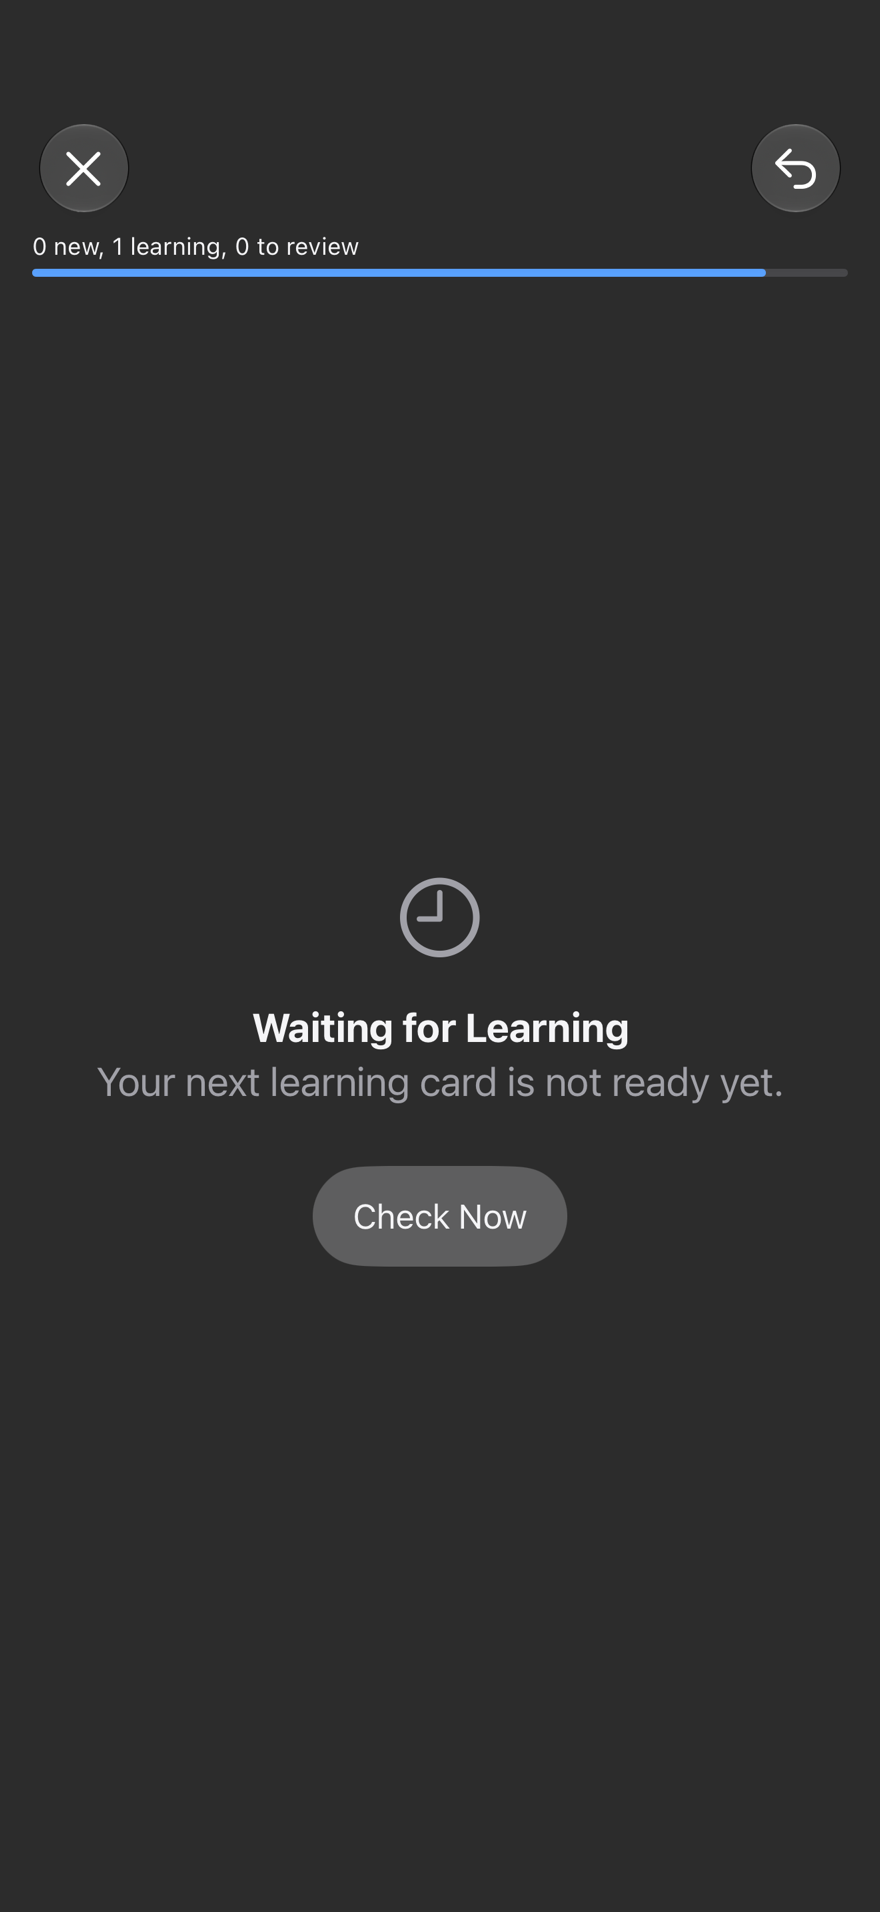 0 new, 1 learning, 0 to review
Waiting for Learning
Your next learning card is not ready yet.
Check Now